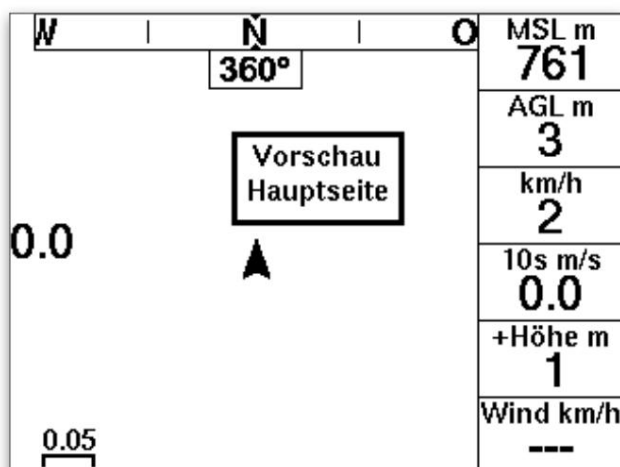 W N O
360°
Vorschau
Hauptseite
0.0
0.05
MSL m
761
AGL m
3
km/h
2
10s m/s
0.0
+Höhe m
1
Wind km/h
---